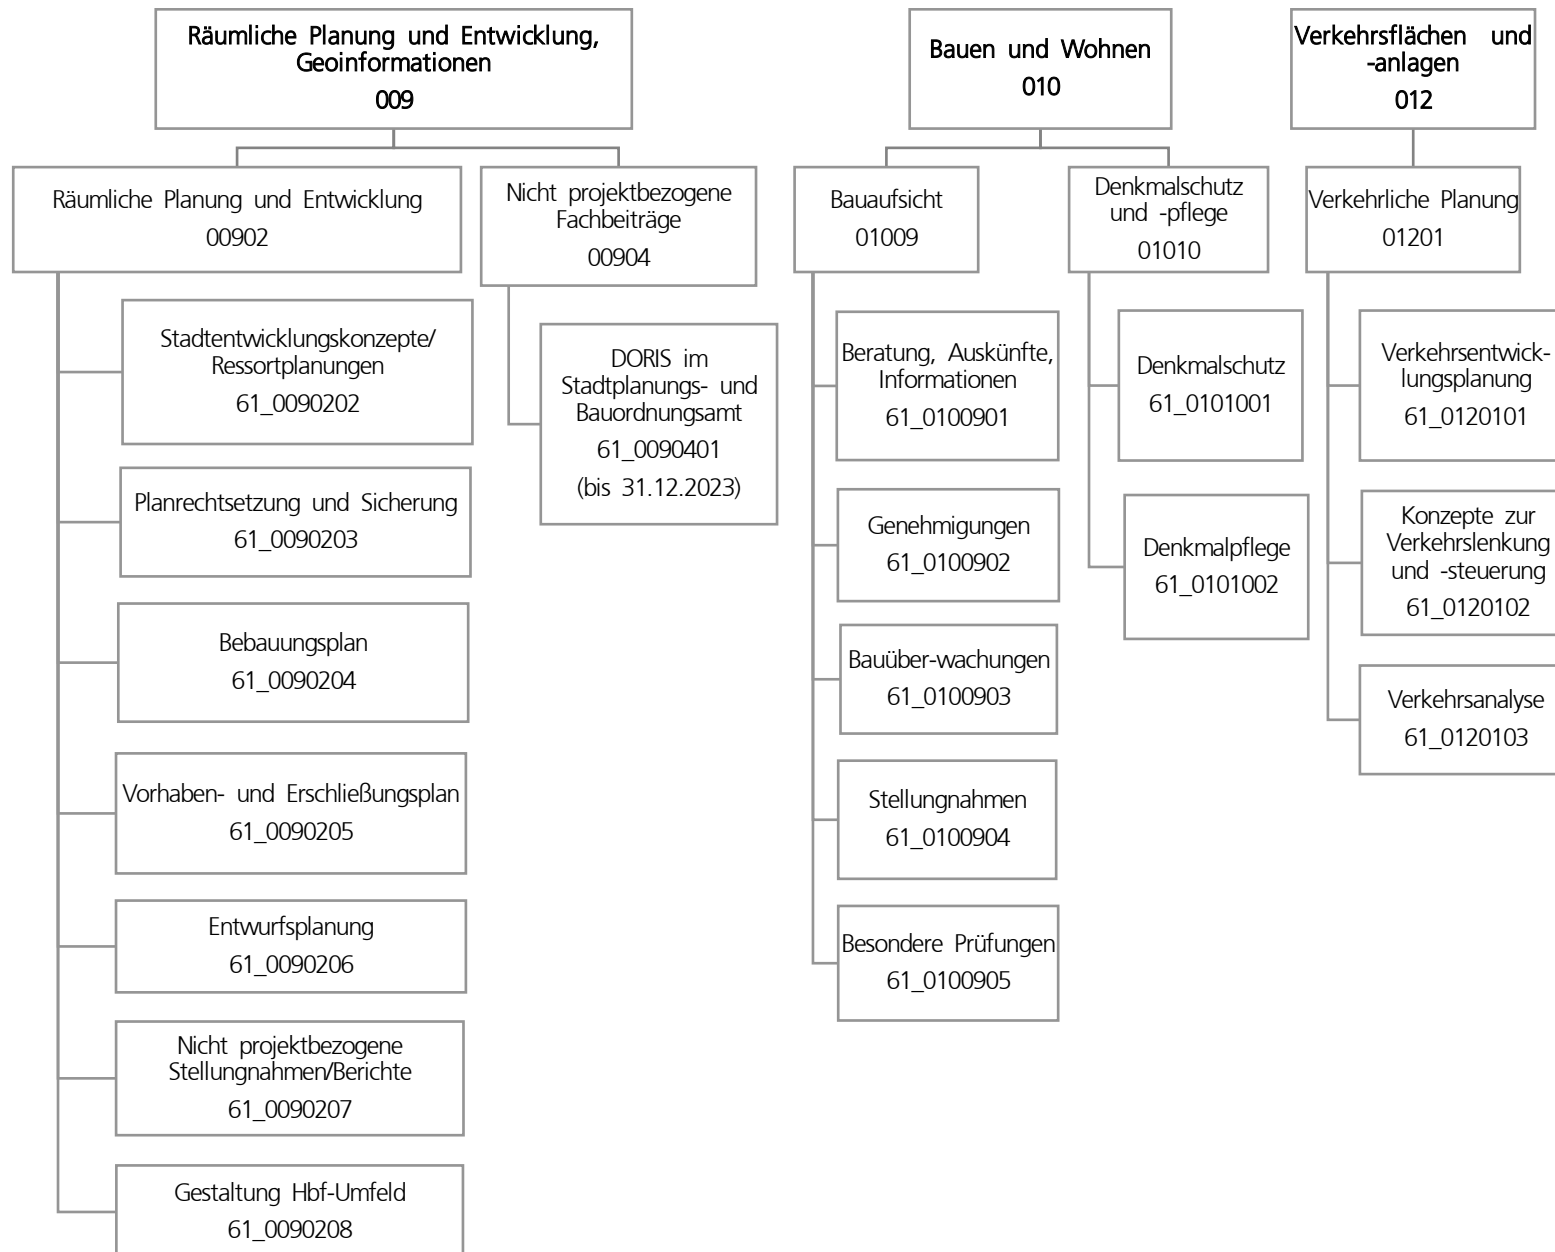 Räumliche Planung und Entwicklung,
Geoinformationen
009
Räumliche Planung und Entwicklung
00902
Stadtentwicklungskonzepte/
Ressortplanungen
61_0090202
Planrechtsetzung und Sicherung
61_0090203
Bebauungsplan
61_0090204
Vorhaben- und Erschließungsplan
61_0090205
Entwurfsplanung
61_0090206
Nicht projektbezogene
Stellungnahmen/Berichte
61_0090207
Gestaltung Hbf-Umfeld
61_0090208
Nicht projektbezogene
Fachbeiträge
00904
DORIS im
Stadtplanungs- und
Bauordnungsamt
61_0090401
(bis 31.12.2023)
Bauen und Wohnen
010
Bauaufsicht
01009
Beratung, Auskünfte,
Informationen
61_0100901
Genehmigungen
61_0100902
Bauüber-wachungen
61_0100903
Stellungnahmen
61_0100904
Besondere Prüfungen
61_0100905
Denkmalschutz
und -pflege
01010
Denkmalschutz
61_0101001
Denkmalpflege
61_0101002
Verkehrsflächen und
-anlagen
012
Verkehrliche Planung
01201
Verkehrsentwick-
lungsplanung
61_0120101
Konzepte zur
Verkehrslenkung
und -steuerung
61_0120102
Verkehrsanalyse
61_0120103